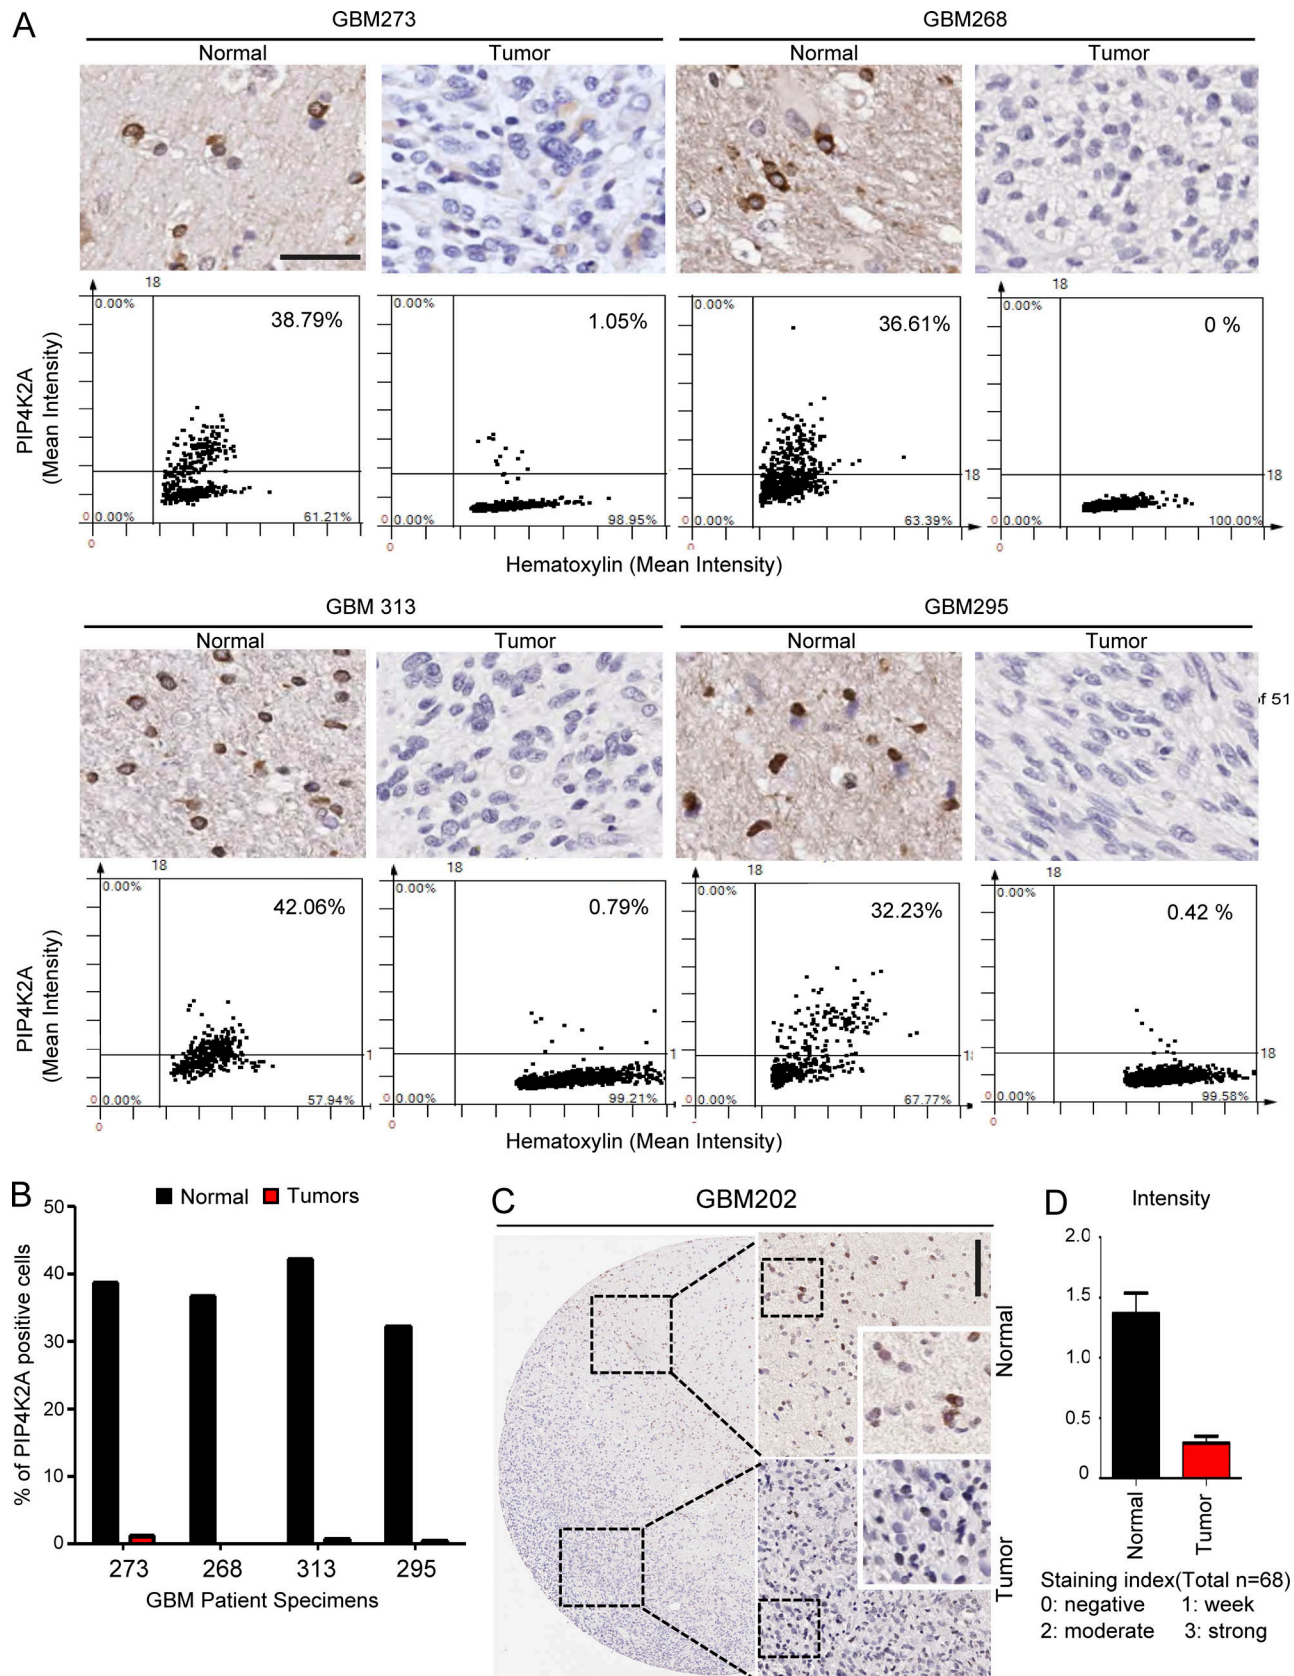 A
GBM273
GBM268
Normal
Tumor
Normal
Tumor
18
18
0.00%
38.79%
0.00%
1.05%
0.00%
36.61%
0.00%
0 %
PIP4K2A
(Mean Intensity)
18
18
0
0.00%
61.21%
0.00%
98.95%
0
0.00%
63.39%
0
0.00%
100.00%
0
0
0
Hematoxylin (Mean Intensity)
GBM 313
GBM295
Normal
Tumor
Normal
Tumor
of 51
18
18
18
18
0.00%
42.06%
0.00%
0.79%
0.00%
32.23%
0.00%
0.42 %
PIP4K2A
(Mean Intensity)
1
1
18
0
0.00%
57.94%
0
0.00%
99.21%
0
0.00%
67.77%
0
0.00%
99.58%
0
0
0
Hematoxylin (Mean Intensity)
B
Normal
Tumors
50
40
30
20
10
0
% of PIP4K2A positive cells
273
268
313
295
GBM Patient Specimens
C
GBM202
Normal
Tumor
D
Intensity
2.0
1.5
1.0
0.5
0
Normal
Tumor
Staining index(Total n=68)
0: negative 1: week
2: moderate 3: strong